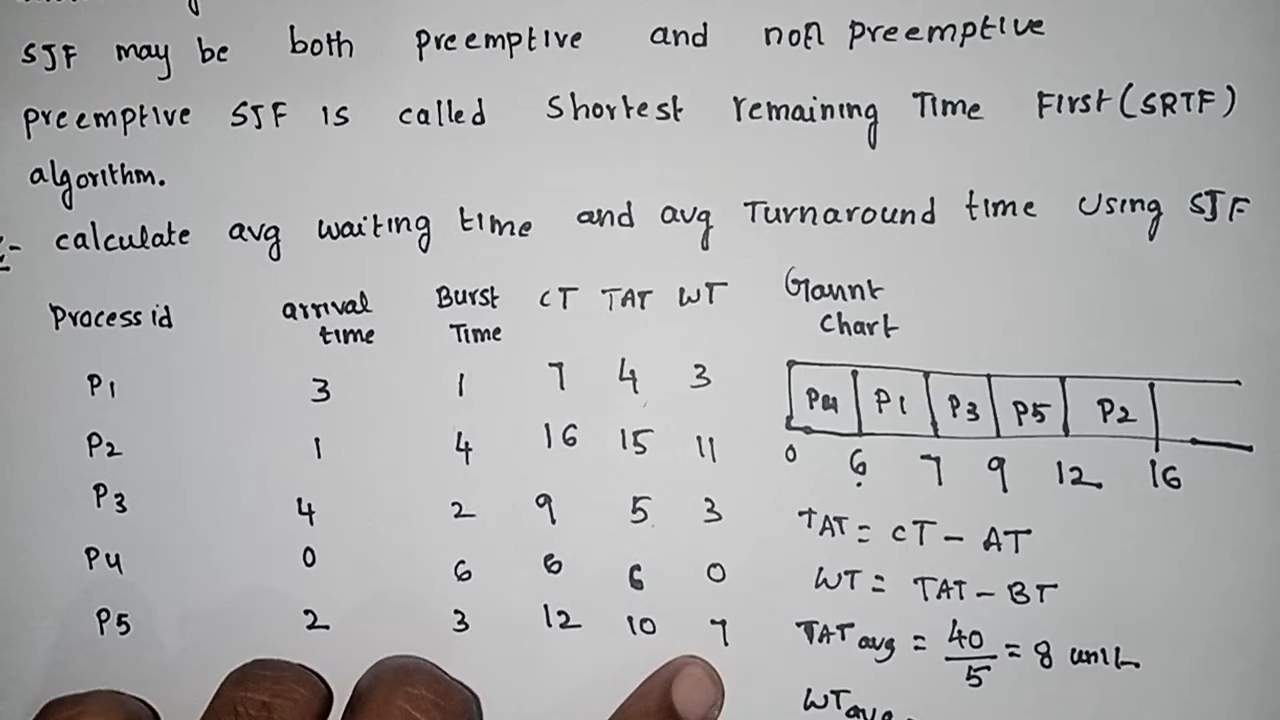 SJF may be both preemptive and non preemptive
preemptive SJF is called Shortest remaining Time First (SRTF)
algorithm.
calculate avg waiting time and avg Turnaround time using SJF
Process id arrival time Burst Time CT TAT WT
P1 3 1 7 4 3
P2 1 4 16 15 11
P3 4 2 9 5 3
P4 0 6 6 6 0
P5 2 3 12 10 7
Gannt
chart
P4 P1 P3 P5 P2
0 6 7 9 12 16
TAT = CT - AT
WT = TAT - BT
TAT avg = 40/5 = 8 unit
WT avg